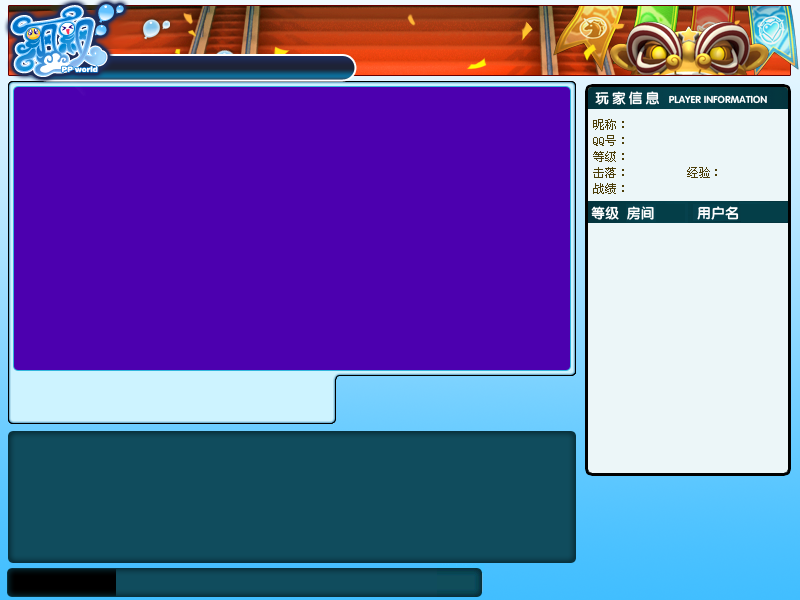 PP world
玩家信息 PLAYER INFORMATION
昵称：
QQ号：
等级：
击落： 经验：
战绩：
等级 房间 用户名